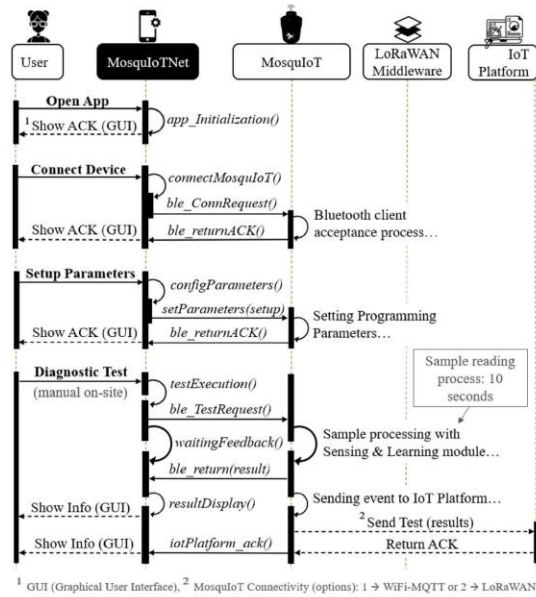 User
MosquIoTNet
MosquIoT
LoRaWAN
Middleware
IoT
Platform
Open App
1 Show ACK (GUI)
app_Initialization()
Connect Device
connectMosquIoT()
ble_ConnRequest()
Show ACK (GUI)
ble_returnACK()
Bluetooth client
acceptance process…
Setup Parameters
configParameters()
setParameters(setup)
Show ACK (GUI)
ble_returnACK()
Setting Programming
Parameters…
Diagnostic Test
(manual on-site)
testExecution()
ble_TestRequest()
Sample reading
process: 10
seconds
waitingFeedback()
Sample processing with
Sensing & Learning module…
ble_return(result)
Show Info (GUI)
resultDisplay()
Sending event to IoT Platform…
2 Send Test (results)
Show Info (GUI)
iotPlatform_ack()
Return ACK
1 GUI (Graphical User Interface), 2 MosquIoT Connectivity (options): 1 → WiFi-MQTT or 2 → LoRaWAN